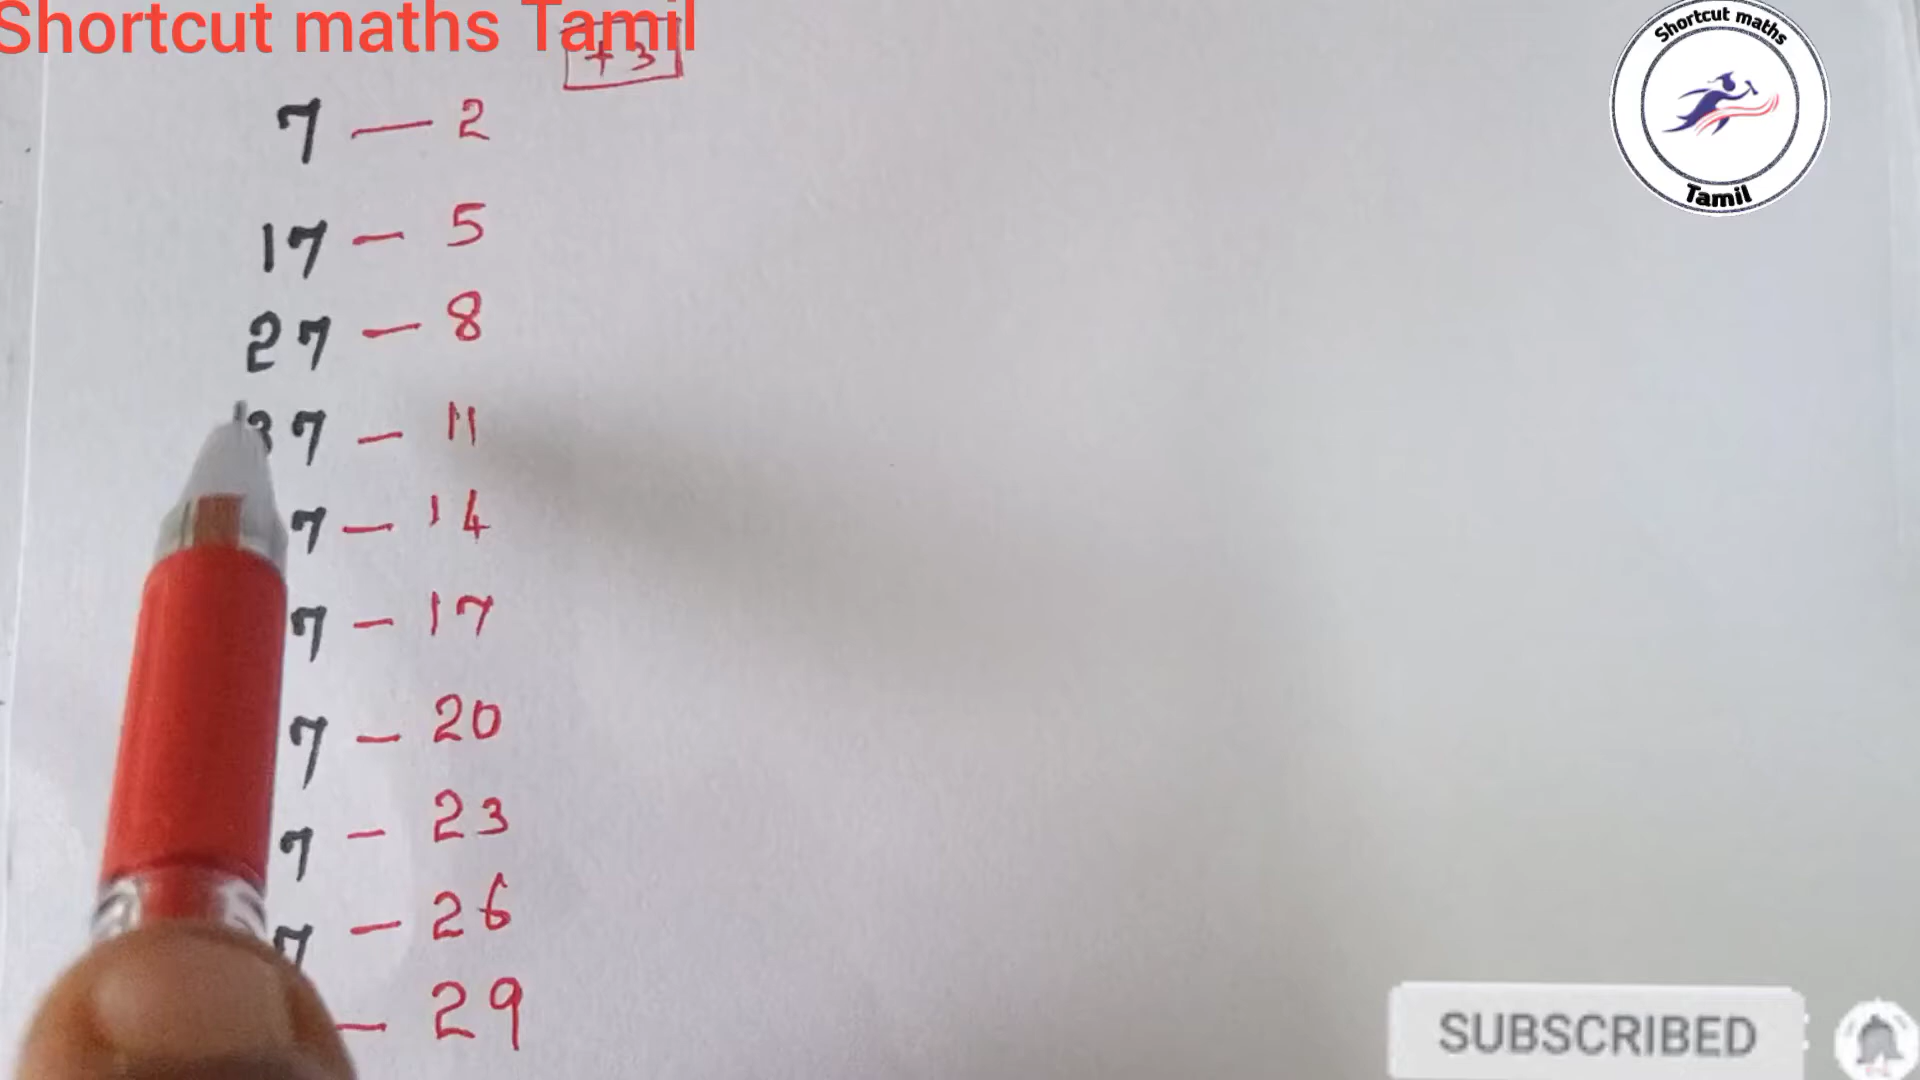 Shortcut maths Tamil
+3
7 — 2
17 — 5
27 — 8
37 — 11
7 — 14
7 — 17
7 — 20
7 — 23
7 — 26
— 29
Shortcut maths
Tamil
SUBSCRIBED